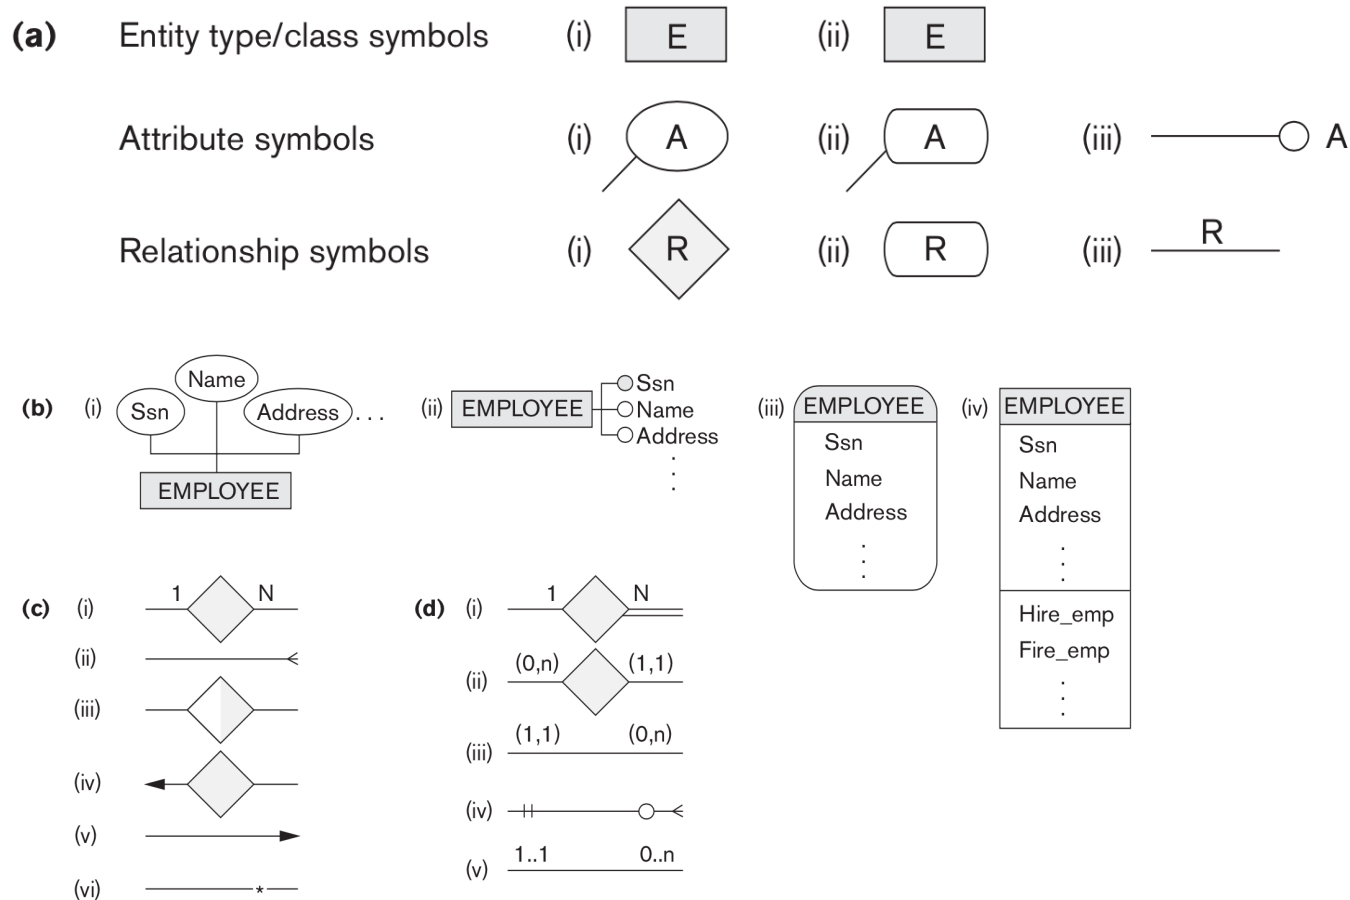 (a) Entity type/class symbols (i) E (ii) E
Attribute symbols (i) A (ii) A (iii) A
Relationship symbols (i) R (ii) R (iii) R
(b) (i) Ssn Name Address . . .
EMPLOYEE
(ii) EMPLOYEE Ssn
Name
Address
.
.
.
(iii) EMPLOYEE
Ssn
Name
Address
.
.
.
(iv) EMPLOYEE
Ssn
Name
Address
.
.
.
Hire_emp
Fire_emp
.
.
.
(c) (i) 1 N
(ii)
(iii)
(iv)
(v)
(vi) *
(d) (i) 1 N
(ii) (0,n) (1,1)
(iii) (1,1) (0,n)
(iv)
(v) 1..1 0..n